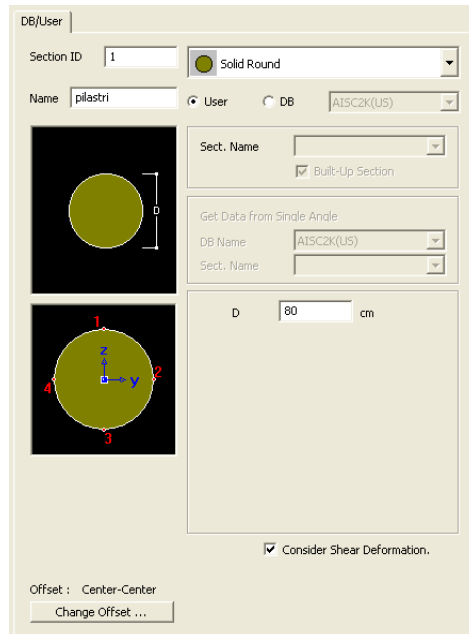 DB/User
Section ID 1 Solid Round
Name pilastri User DB AISC2K(US)
Sect. Name
Built-Up Section
D
Get Data from Single Angle
DB Name AISC2K(US)
Sect. Name
D 80 cm
1
z
4 y 2
3
Consider Shear Deformation.
Offset : Center-Center
Change Offset ...